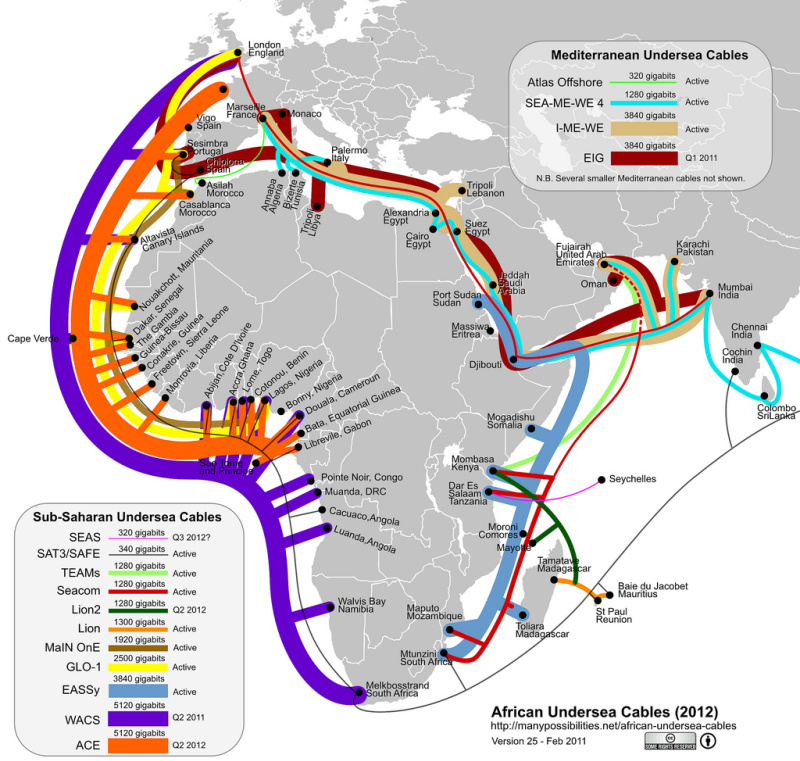 London
England
Mediterranean Undersea Cables
320 gigabits
Atlas Offshore
Active
1280 gigabits
SEA-ME-WE 4
Active
3840 gigabits
I-ME-WE
Active
3840 gigabits
EIG
Q1 2011
N.B. Several smaller Mediterranean cables not shown.
Marseille
France
Monaco
Vigo
Spain
Sesimbra
Portugal
Chipiona
Spain
Palermo
Italy
Asilah
Morocco
Casablanca
Morocco
Annaba
Algeria
Bizerte
Tunisia
Tripoli
Libya
Tripoli
Lebanon
Alexandria
Egypt
Cairo
Egypt
Suez
Egypt
Altavista
Canary Islands
Fujairah
United Arab
Emirates
Karachi
Pakistan
Oman
Jeddah
Saudi
Arabia
Mumbai
India
Port Sudan
Sudan
Nouakchott, Mauritania
Massiwa
Eritrea
Chennai
India
Cape Verde
Dakar, Senegal
The Gambia
Guinea-Bissau
Conakrie, Guinea
Freetown, Sierra Leone
Monrovia, Liberia
Abijan,Cote D'Ivoire
Accra,Ghana
Lome, Togo
Cotonou, Benin
Lagos, Nigeria
Bonny, Nigeria
Douala, Cameroun
Bata, Equatorial Guinea
Libreville, Gabon
Djibouti
Cochin
India
Colombo
SriLanka
Mogadishu
Somalia
Sao Tome
and Principe
Mombasa
Kenya
Pointe Noir, Congo
Muanda, DRC
Dar Es
Salaam
Tanzania
Seychelles
Cacuaco,Angola
Luanda,Angola
Moroni
Comores
Mayotte
Tamatave
Madagascar
Baie du Jacobet
Mauritius
St Paul
Reunion
Walvis Bay
Namibia
Maputo
Mozambique
Toliara
Madagascar
Mtunzini
South Africa
Melkbosstrand
South Africa
Sub-Saharan Undersea Cables
320 gigabits
SEAS
Q3 2012?
340 gigabits
SAT3/SAFE
Active
1280 gigabits
TEAMs
Active
1280 gigabits
Seacom
Active
1280 gigabits
Lion2
Q2 2012
1300 gigabits
Lion
Active
1920 gigabits
MaIN OnE
Active
2500 gigabits
GLO-1
Active
3840 gigabits
EASSy
Active
5120 gigabits
WACS
Q2 2011
5120 gigabits
ACE
Q2 2012
African Undersea Cables (2012)
http://manypossibilities.net/african-undersea-cables
Version 25 - Feb 2011
cc
SOME RIGHTS RESERVED